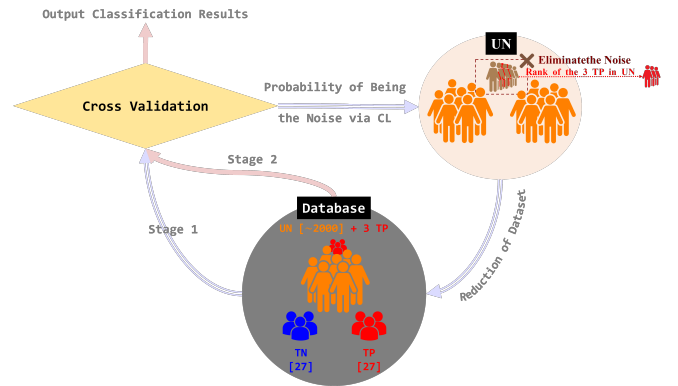 Output Classification Results
UN
Eliminatethe Noise
Rank of the 3 TP in UN
Cross Validation
Probability of Being
the Noise via CL
Stage 2
Database
Stage 1
UN [~2000] + 3 TP
Reduction of Dataset
TN
[27]
TP
[27]